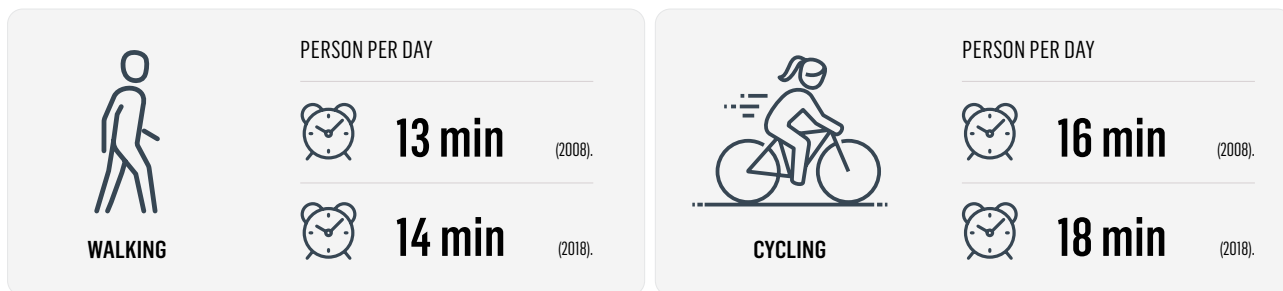 PERSON PER DAY
13 min (2008).
14 min (2018).
WALKING
PERSON PER DAY
16 min (2008).
18 min (2018).
CYCLING